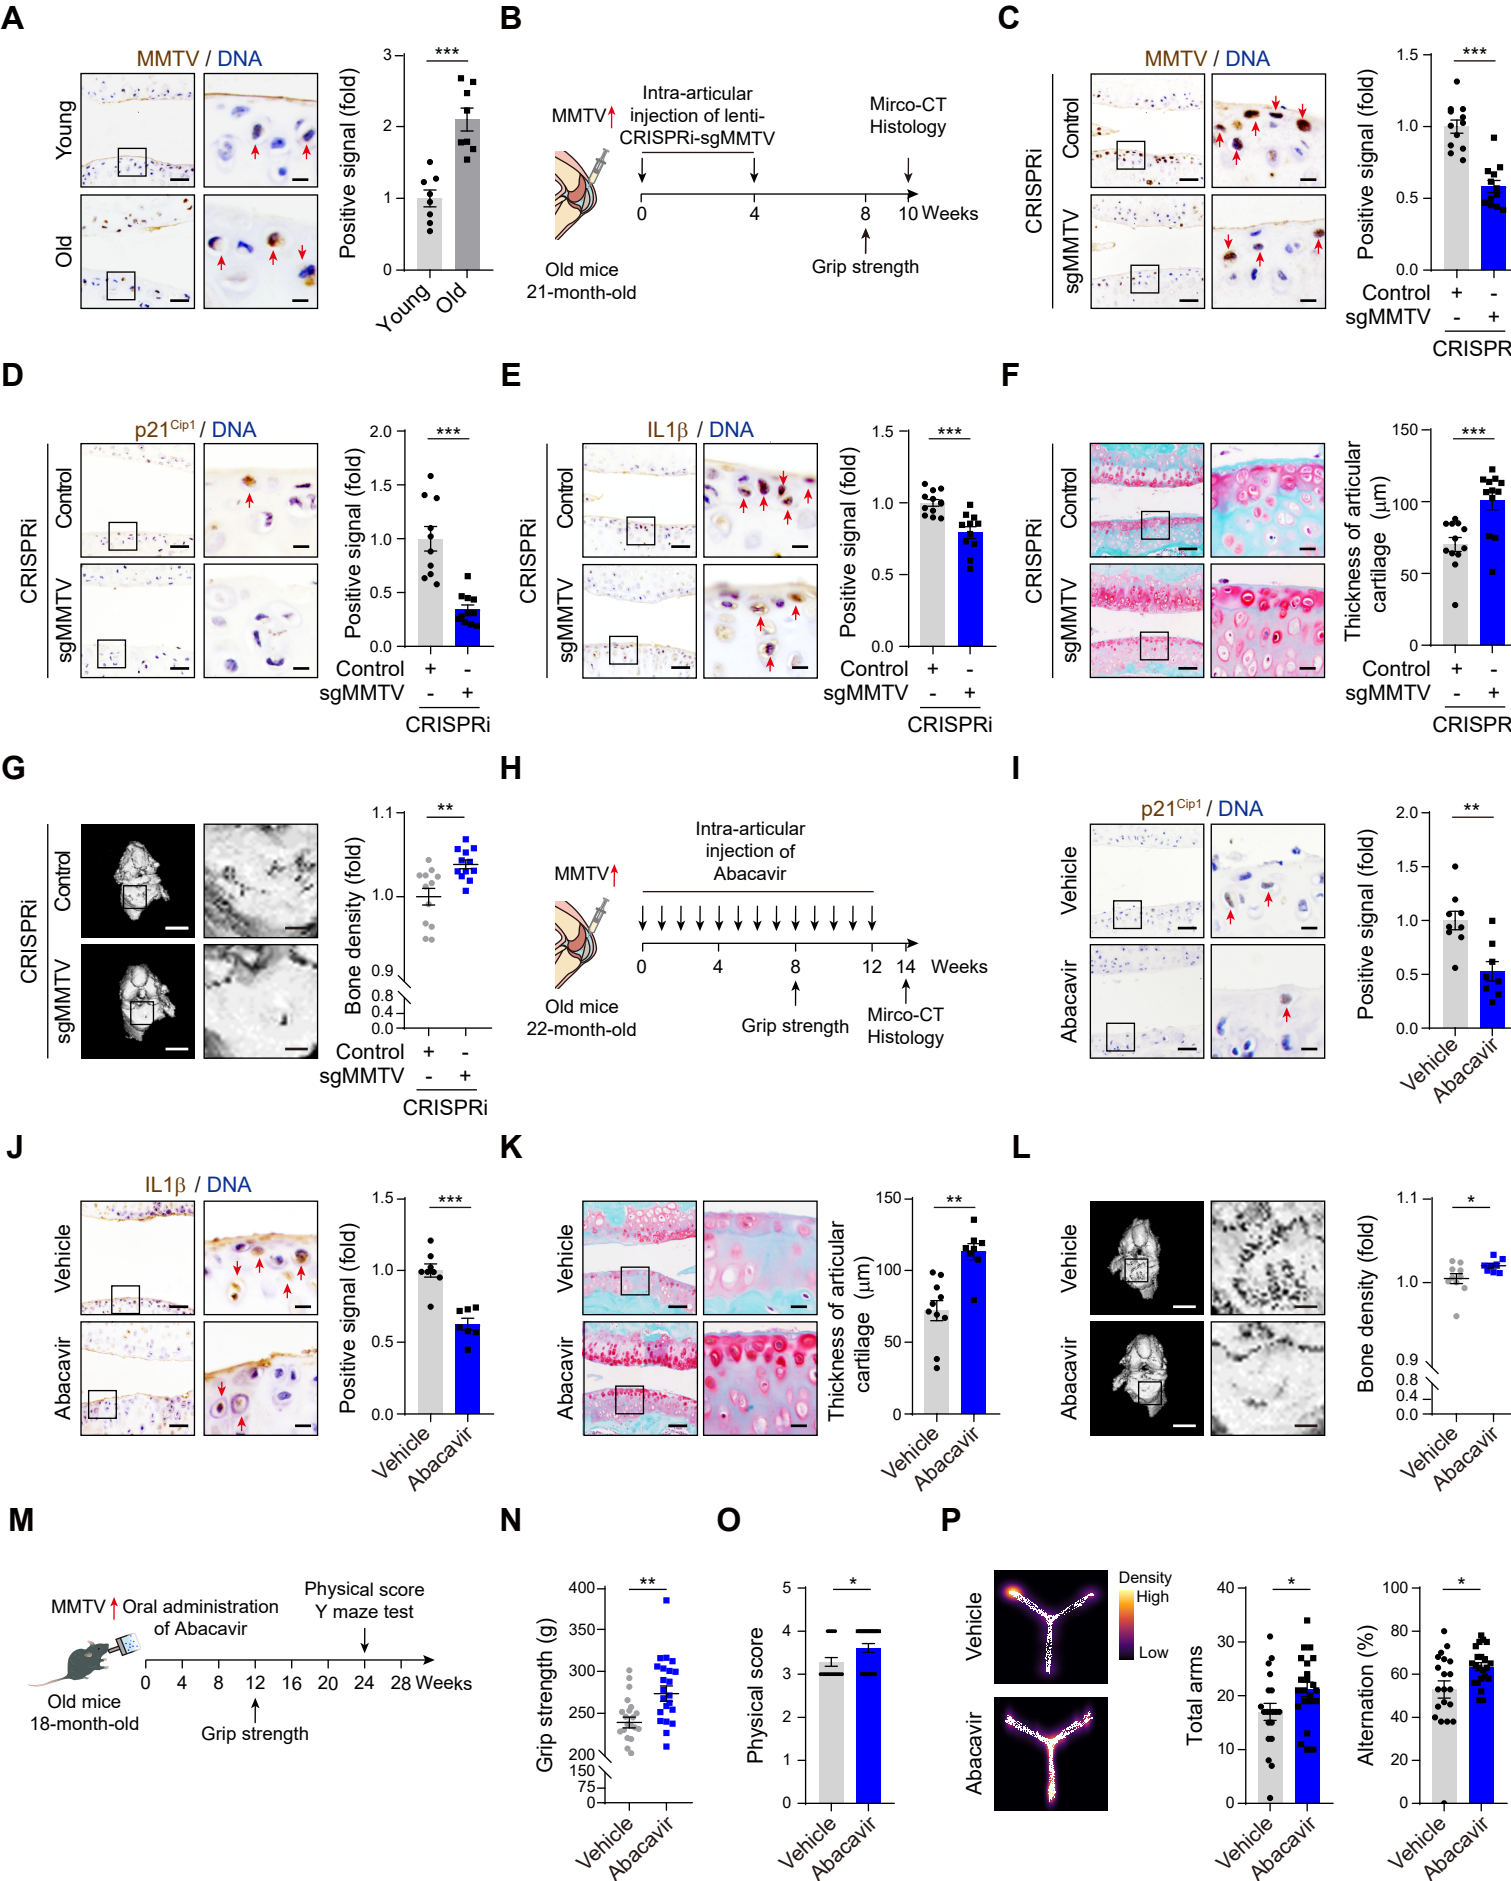 A
MMTV / DNA
Young
Old
Positive signal (fold)
3
2
1
0
***
Young
Old
B
MMTV
Intra-articular
injection of lenti-
CRISPRi-sgMMTV
Mirco-CT
Histology
0
4
8
10
Weeks
Grip strength
Old mice
21-month-old
C
MMTV / DNA
CRISPRi
Control
sgMMTV
Positive signal (fold)
1.5
1.0
0.5
0.0
***
Control + -
sgMMTV - +
CRISPR
D
p21Cip1 / DNA
CRISPRi
Control
sgMMTV
Positive signal (fold)
2.0
1.5
1.0
0.5
0.0
***
Control + -
sgMMTV - +
CRISPRi
E
IL1β / DNA
CRISPRi
Control
sgMMTV
Positive signal (fold)
1.5
1.0
0.5
0.0
***
Control + -
sgMMTV - +
CRISPRi
F
CRISPRi
Control
sgMMTV
Thickness of articular
cartilage (μm)
150
100
50
0
***
Control + -
sgMMTV - +
CRISPR
G
CRISPRi
Control
sgMMTV
Bone density (fold)
1.1
1.0
0.9
0.8
0.4
0.0
**
Control + -
sgMMTV - +
CRISPRi
H
MMTV
Intra-articular
injection of
Abacavir
0
4
8
12
14
Weeks
Old mice
22-month-old
Grip strength
Mirco-CT
Histology
I
p21Cip1 / DNA
Vehicle
Abacavir
Positive signal (fold)
2.0
1.5
1.0
0.5
0.0
**
Vehicle
Abacavir
J
IL1β / DNA
Vehicle
Abacavir
Positive signal (fold)
1.5
1.0
0.5
0.0
***
Vehicle
Abacavir
K
Vehicle
Abacavir
Thickness of articular
cartilage (μm)
150
100
50
0
**
Vehicle
Abacavir
L
Vehicle
Abacavir
Bone density (fold)
1.1
1.0
0.9
0.8
0.4
0.0
*
Vehicle
Abacavir
M
MMTV
Oral administration
of Abacavir
Physical score
Y maze test
0 4 8 12 16 20 24 28 Weeks
Old mice
18-month-old
Grip strength
N
Grip strength (g)
400
350
300
250
200
150
75
0
**
Vehicle
Abacavir
O
Physical score
5
4
3
2
1
0
*
Vehicle
Abacavir
P
Vehicle
Abacavir
Density
High
Low
Total arms
40
30
20
10
0
*
Vehicle
Abacavir
Alternation (%)
100
80
60
40
20
0
*
Vehicle
Abacavir